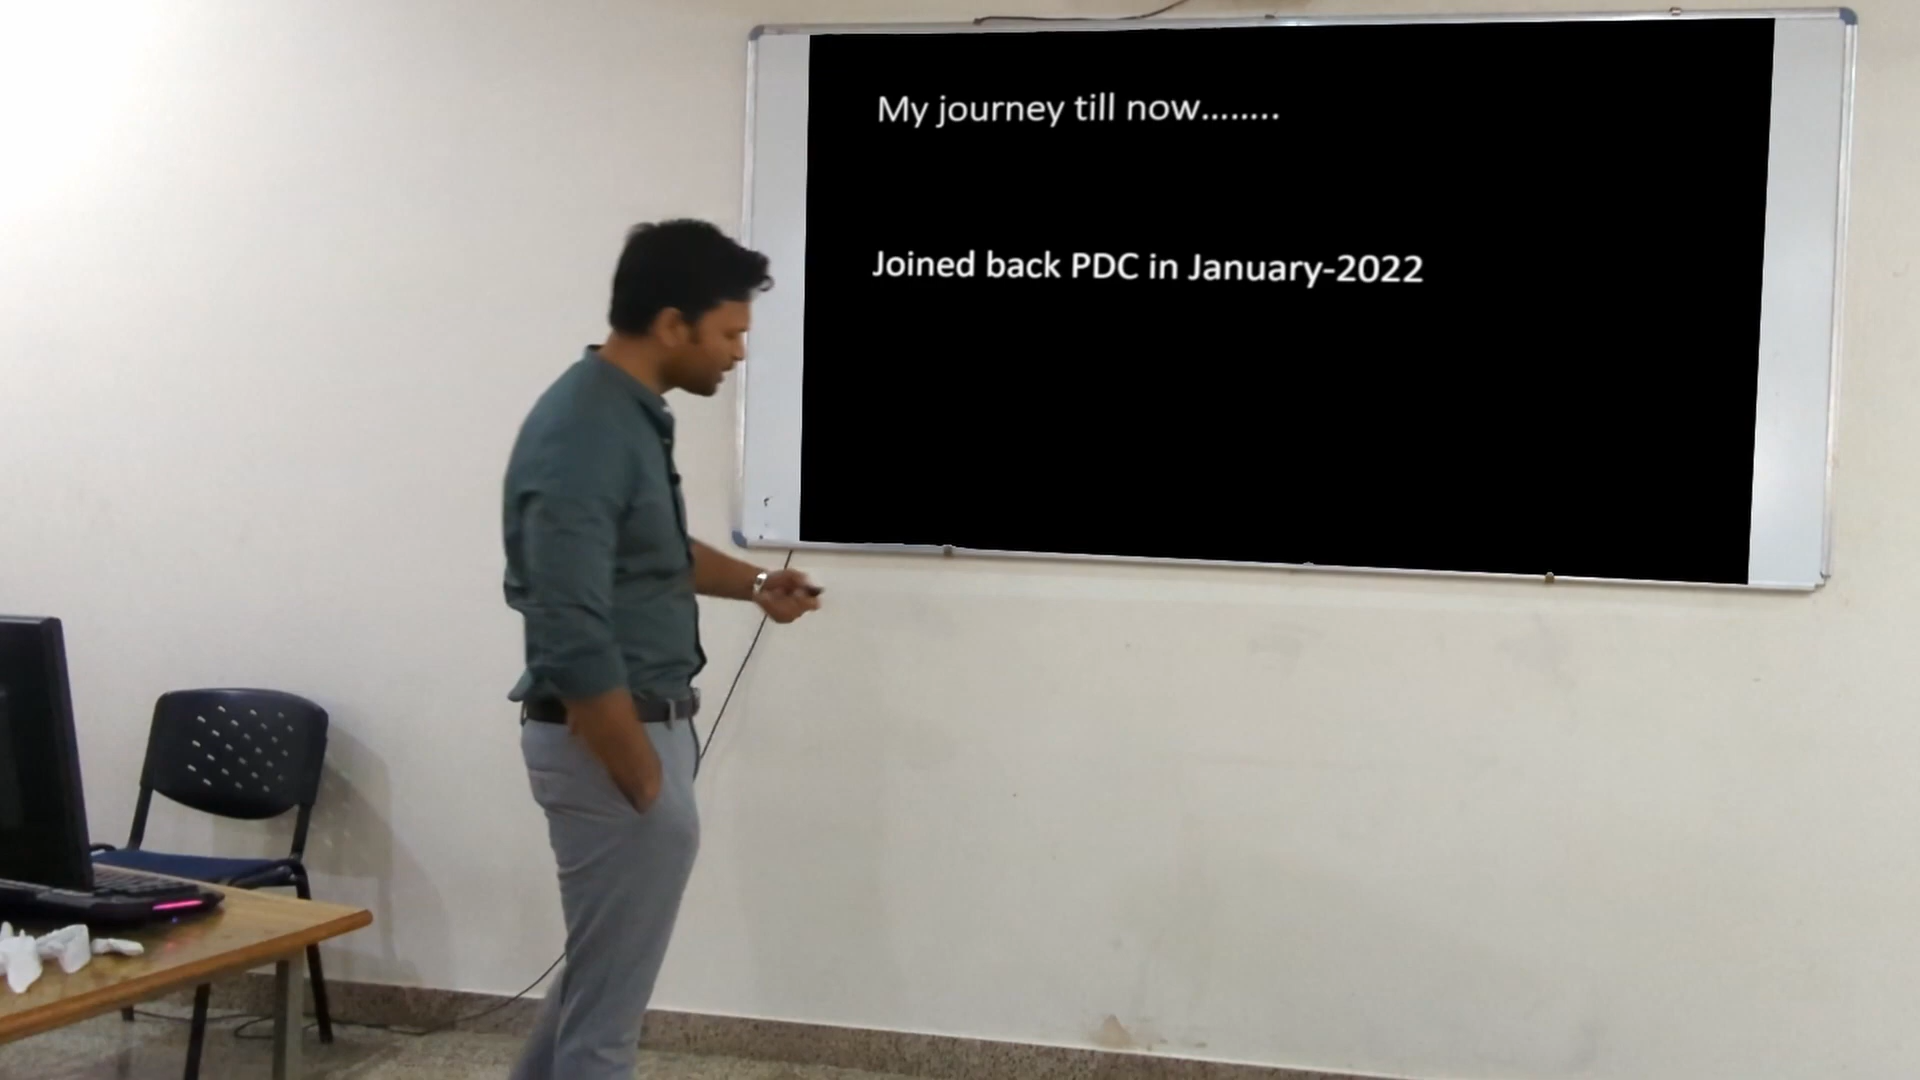 My journey till now........
Joined back PDC in January-2022